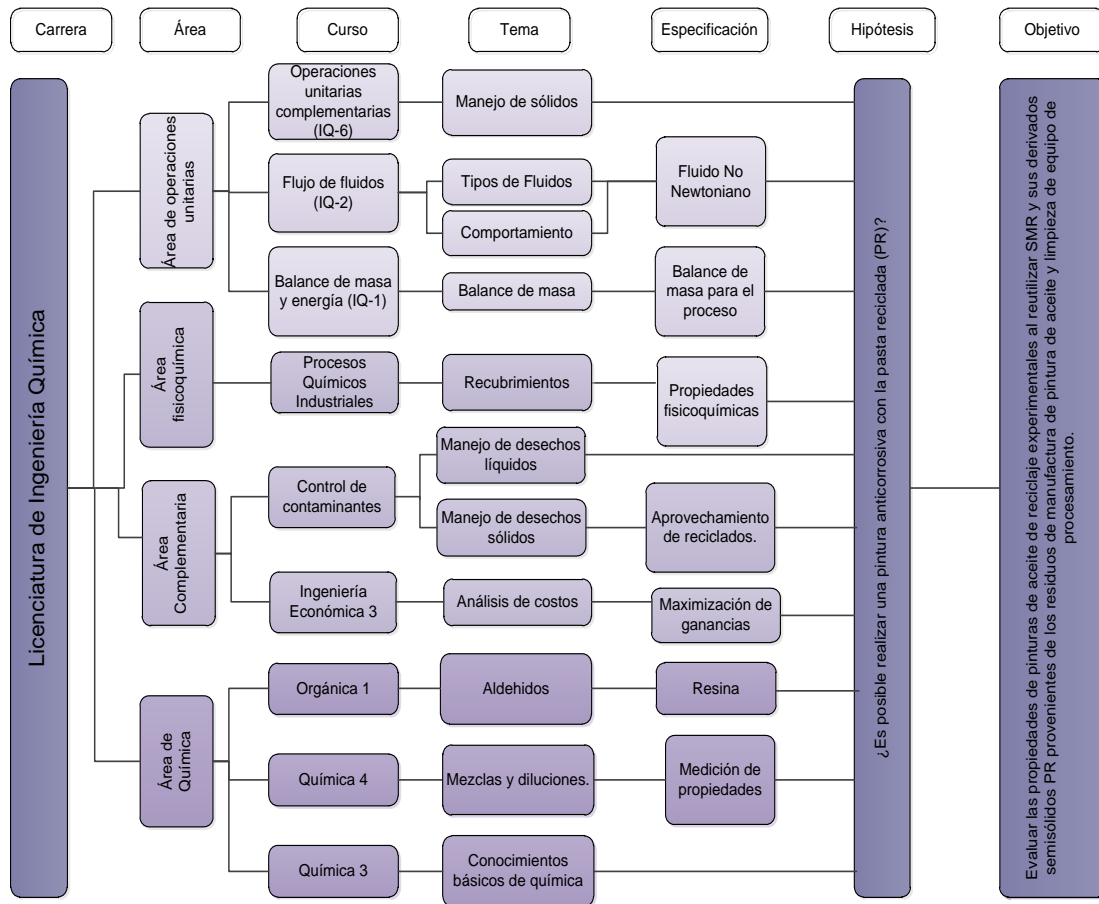 Carrera
Área
Curso
Tema
Especificación
Hipótesis
Objetivo
Licenciatura de Ingeniería Química
Área de operaciones
unitarias
Operaciones
unitarias
complementarias
(IQ-6)
Manejo de sólidos
Flujo de fluidos
(IQ-2)
Tipos de Fluidos
Comportamiento
Fluido No
Newtoniano
Balance de masa
y energía (IQ-1)
Balance de masa
Balance de
masa para el
proceso
Área
fisicoquímica
Procesos
Químicos
Industriales
Recubrimientos
Propiedades
fisicoquímicas
Área
Complementaria
Control de
contaminantes
Manejo de desechos
líquidos
Manejo de desechos
sólidos
Aprovechamiento
de reciclados.
Ingeniería
Económica 3
Análisis de costos
Maximización de
ganancias
Área de
Química
Orgánica 1
Aldehidos
Resina
Química 4
Mezclas y diluciones.
Medición de
propiedades
Química 3
Conocimientos
básicos de química
¿Es posible realizar una pintura anticorrosiva con la pasta reciclada (PR)?
Evaluar las propiedades de pinturas de aceite de reciclaje experimentales al reutilizar SMR y sus derivados
semisólidos PR provenientes de los residuos de manufactura de pintura de aceite y limpieza de equipo de
procesamiento.